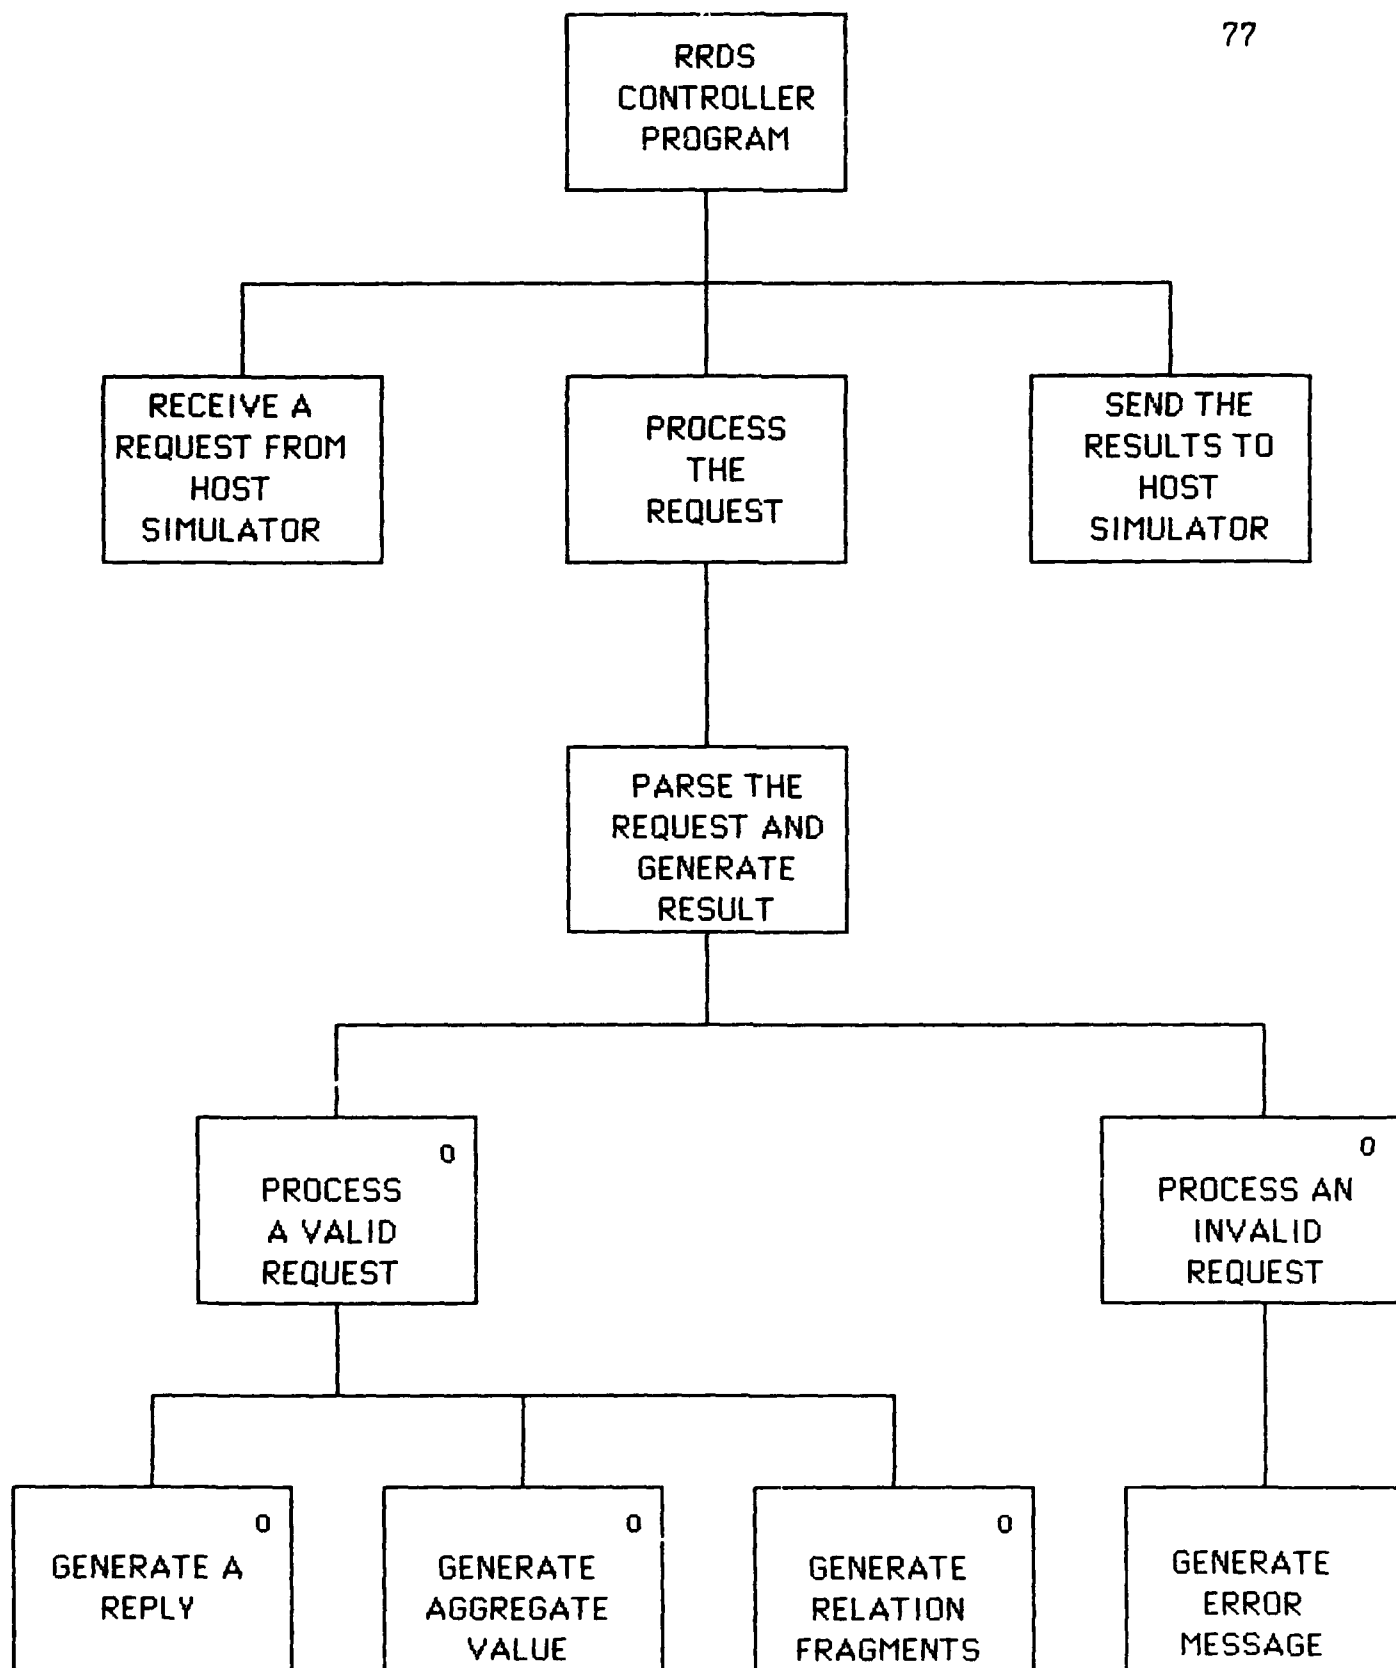 77
RRDS
CONTROLLER
PROGRAM
RECEIVE A
REQUEST FROM
HOST
SIMULATOR
PROCESS
THE
REQUEST
SEND THE
RESULTS TO
HOST
SIMULATOR
PARSE THE
REQUEST AND
GENERATE
RESULT
O
PROCESS
A VALID
REQUEST
O
PROCESS AN
INVALID
REQUEST
O
GENERATE A
REPLY
O
GENERATE
AGGREGATE
VALUE
O
GENERATE
RELATION
FRAGMENTS
GENERATE
ERROR
MESSAGE